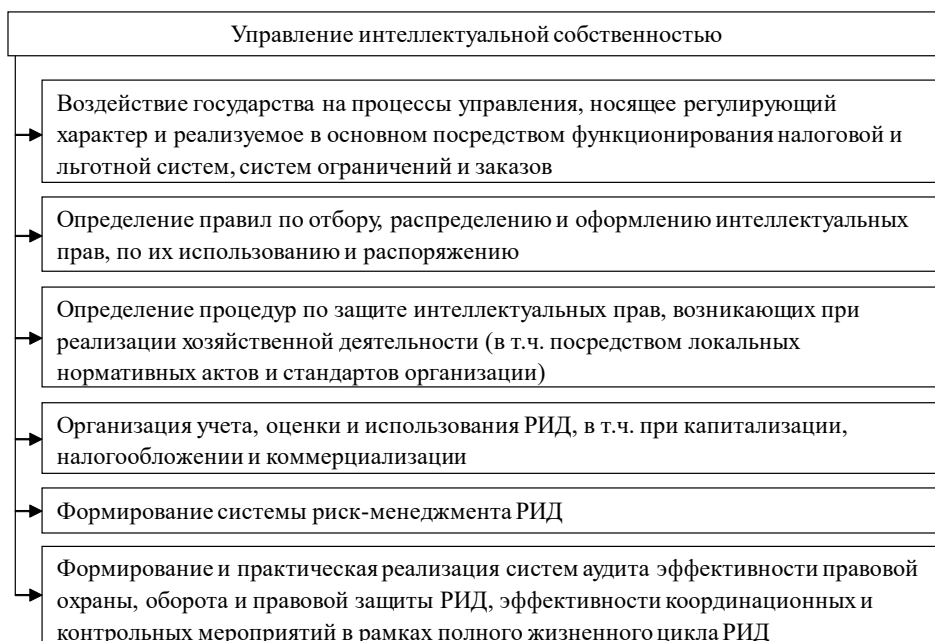 Управление интеллектуальной собственностью
Воздействие государства на процессы управления, носящее регулирующий
характер и реализуемое в основном посредством функционирования налоговой и
льготной систем, систем ограничений и заказов
Определение правил по отбору, распределению и оформлению интеллектуальных
прав, по их использованию и распоряжению
Определение процедур по защите интеллектуальных прав, возникающих при
реализации хозяйственной деятельности (в т.ч. посредством локальных
нормативных актов и стандартов организации)
Организация учета, оценки и использования РИД, в т.ч. при капитализации,
налогообложении и коммерциализации
Формирование системы риск-менеджмента РИД
Формирование и практическая реализация систем аудита эффективности правовой
охраны, оборота и правовой защиты РИД, эффективности координационных и
контрольных мероприятий в рамках полного жизненного цикла РИД